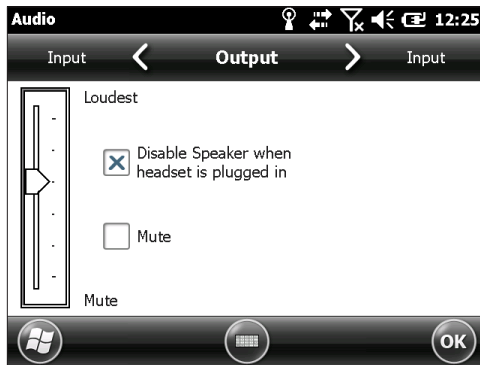 Audio 12:25
Input Output Input
Loudest
Disable Speaker when
headset is plugged in
Mute
Mute
OK